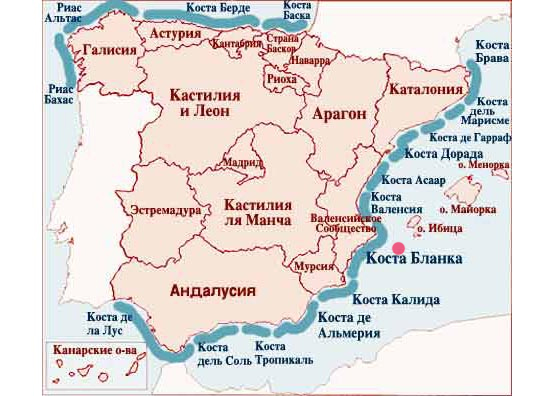 Риас
Альтас
Коста Верде
Коста
Баска
Галисия
Астурия
Кантабрия
Страна
Басков
Наварра
Риоха
Коста
Брава
Риас
Бахас
Кастилия
и Леон
Арагон
Каталония
Коста
дель
Марисме
Коста де Гарраф
Коста Дорада
о. Менорка
Мадрид
Коста Асаар
Коста
Валенсия
о. Майорка
Эстремадура
Кастилия
ля Манча
Валенсийское
Сообщество
о. Ибица
Коста Бланка
Мурсия
Андалусия
Коста Калида
Коста де
ла Лус
Коста де
Альмерия
Коста
дель Соль
Коста
Тропикаль
Канарские о-ва